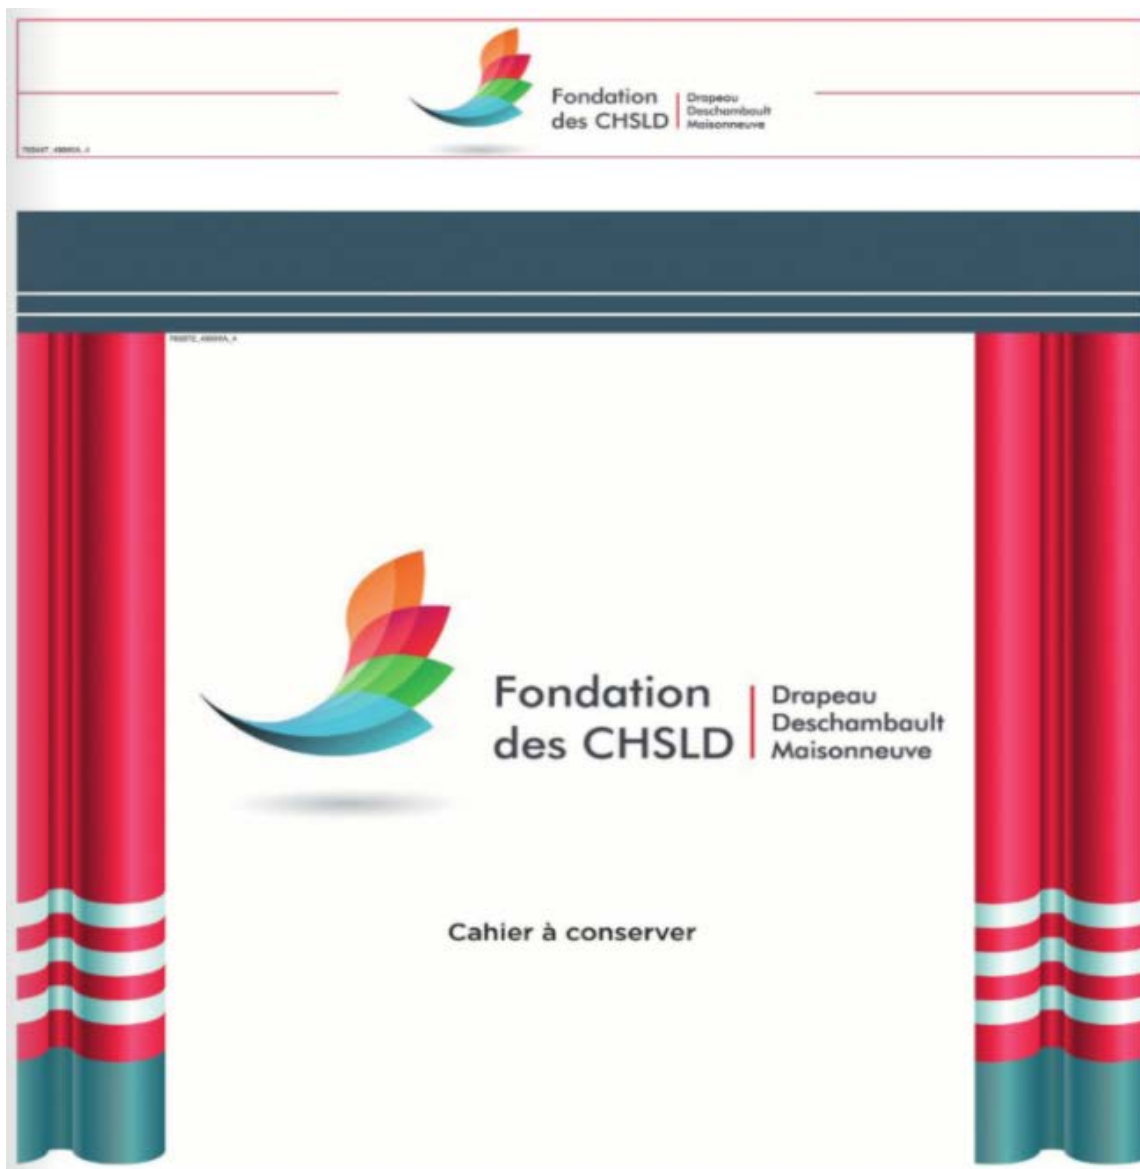 Fondation
des CHSLD
Drapeau
Deschambault
Maisonneuve
Fondation
des CHSLD
Drapeau
Deschambault
Maisonneuve
Cahier à conserver